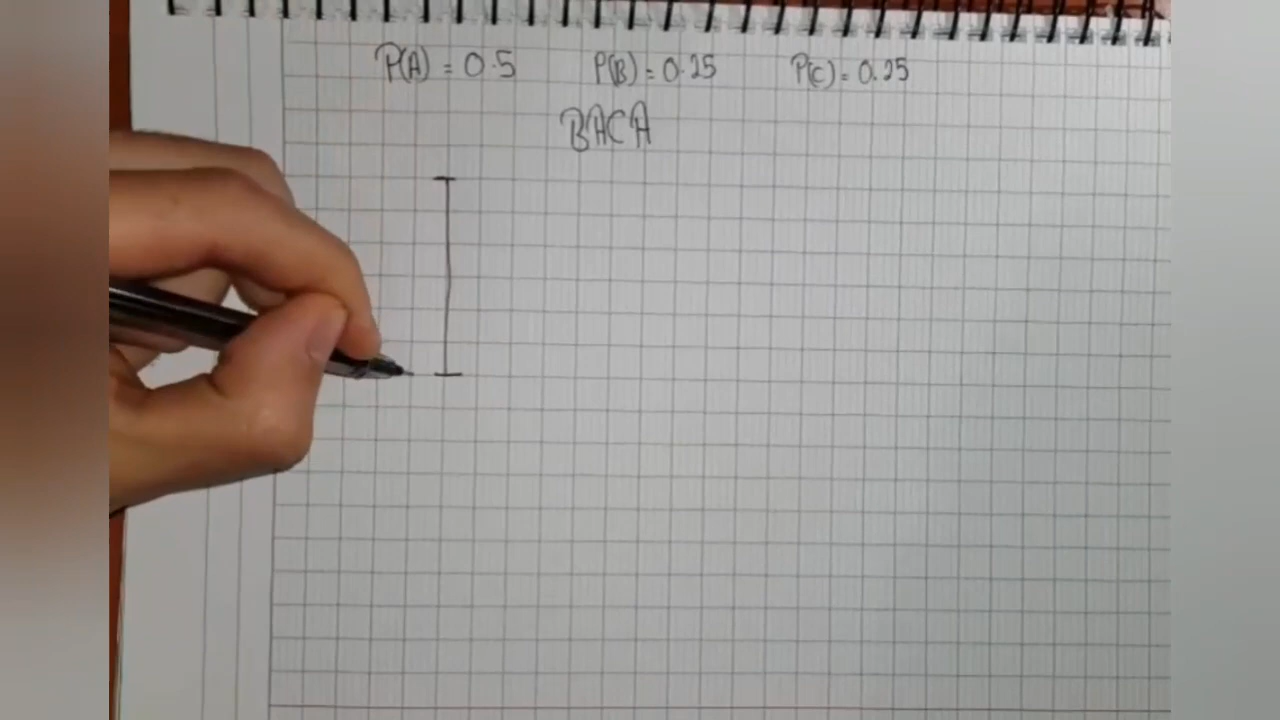 P(A) = 0.5 P(B) = 0.25 P(C) = 0.25
BACA